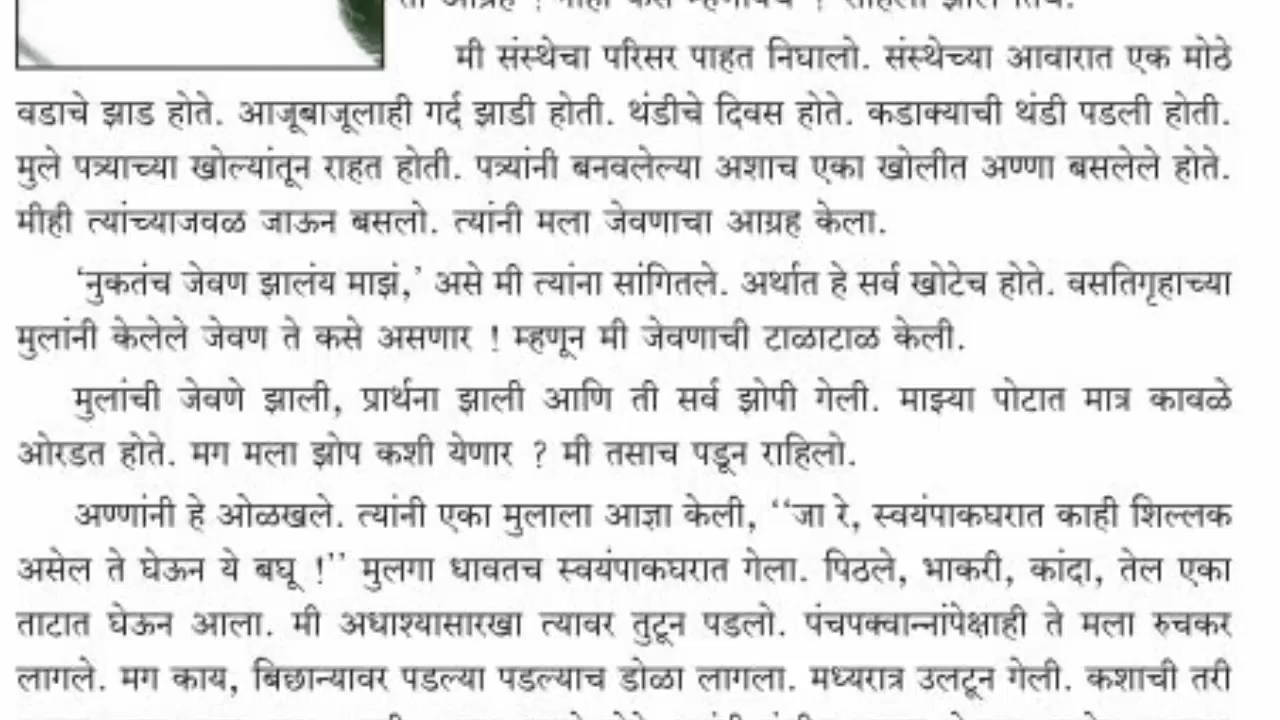 मी संस्थेचा परिसर पाहत निघालो. संस्थेच्या आवारात एक मोठे
वडाचे झाड होते. आजूबाजूलाही गर्द झाडी होती. थंडीचे दिवस होते. कडाक्याची थंडी पडली होती.
मुले पत्र्याच्या खोल्यांतून राहत होती. पत्र्यांनी बनवलेल्या अशाच एका खोलीत अण्णा बसलेले होते.
मीही त्यांच्याजवळ जाऊन बसलो. त्यांनी मला जेवणाचा आग्रह केला.
‘नुकतंच जेवण झालंय माझं,’ असे मी त्यांना सांगितले. अर्थात हे सर्व खोटेच होते. वसतिगृहाच्या
मुलांनी केलेले जेवण ते कसे असणार ! म्हणून मी जेवणाची टाळाटाळ केली.
मुलांची जेवणे झाली, प्रार्थना झाली आणि ती सर्व झोपी गेली. माझ्या पोटात मात्र कावळे
ओरडत होते. मग मला झोप कशी येणार ? मी तसाच पडून राहिलो.
अण्णांनी हे ओळखले. त्यांनी एका मुलाला आज्ञा केली, ‘‘जा रे, स्वयंपाकघरात काही शिल्लक
असेल ते घेऊन ये बघू !’’ मुलगा धावतच स्वयंपाकघरात गेला. पिठले, भाकरी, कांदा, तेल एका
ताटात घेऊन आला. मी अधाश्यासारखा त्यावर तुटून पडलो. पंचपक्वान्नांपेक्षाही ते मला रुचकर
लागले. मग काय, बिछान्यावर पडल्या पडल्याच डोळा लागला. मध्यरात्र उलटून गेली. कशाची तरी